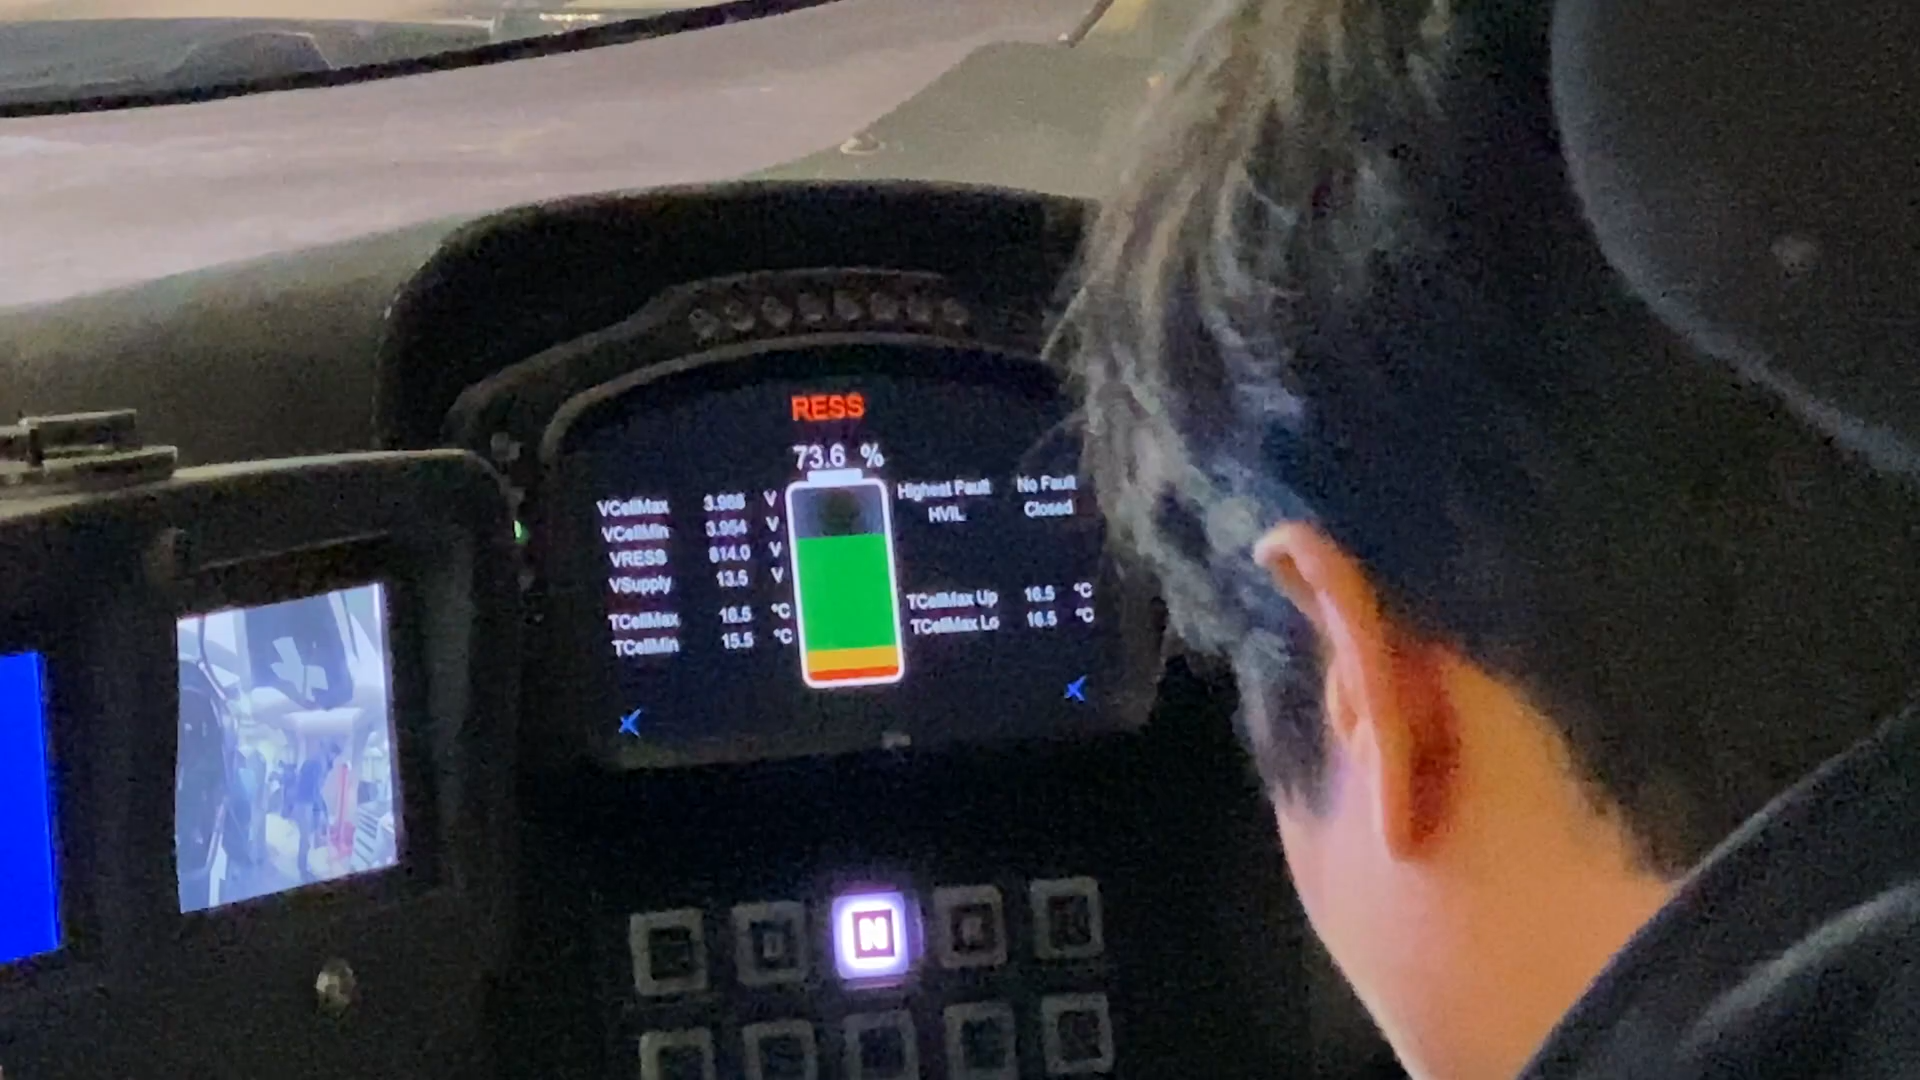 RESS
73.6 %
VCellMax 3.988 V
VCellMin 3.954 V
VRESS 814.0 V
VSupply 13.5 V
TCellMax 16.5 °C
TCellMin 15.5 °C
Highest Fault No Fault
HVIL Closed
TCellMax Up 16.5 °C
TCellMax Lo 16.5 °C
N